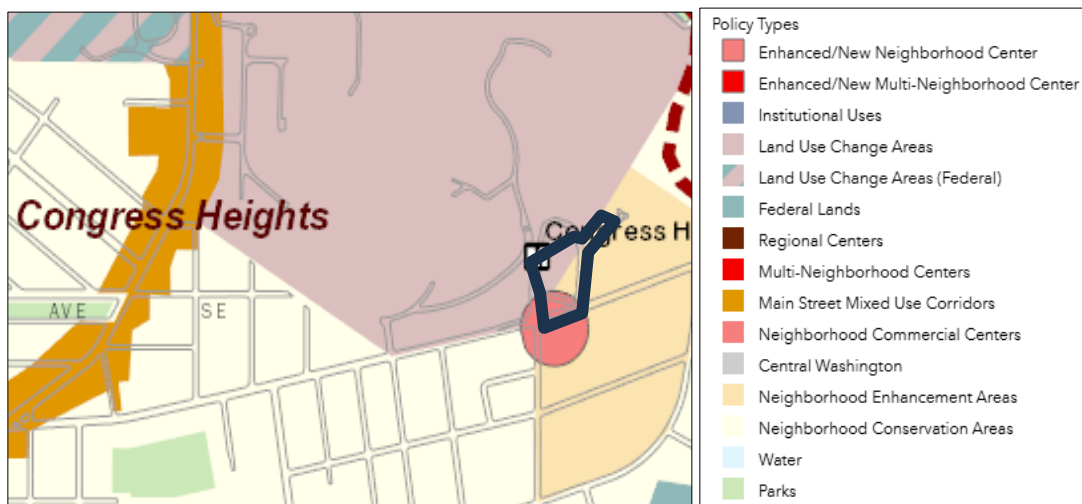 Congress Heights
Congress H
AVE
SE
Policy Types
Enhanced/New Neighborhood Center
Enhanced/New Multi-Neighborhood Center
Institutional Uses
Land Use Change Areas
Land Use Change Areas (Federal)
Federal Lands
Regional Centers
Multi-Neighborhood Centers
Main Street Mixed Use Corridors
Neighborhood Commercial Centers
Central Washington
Neighborhood Enhancement Areas
Neighborhood Conservation Areas
Water
Parks